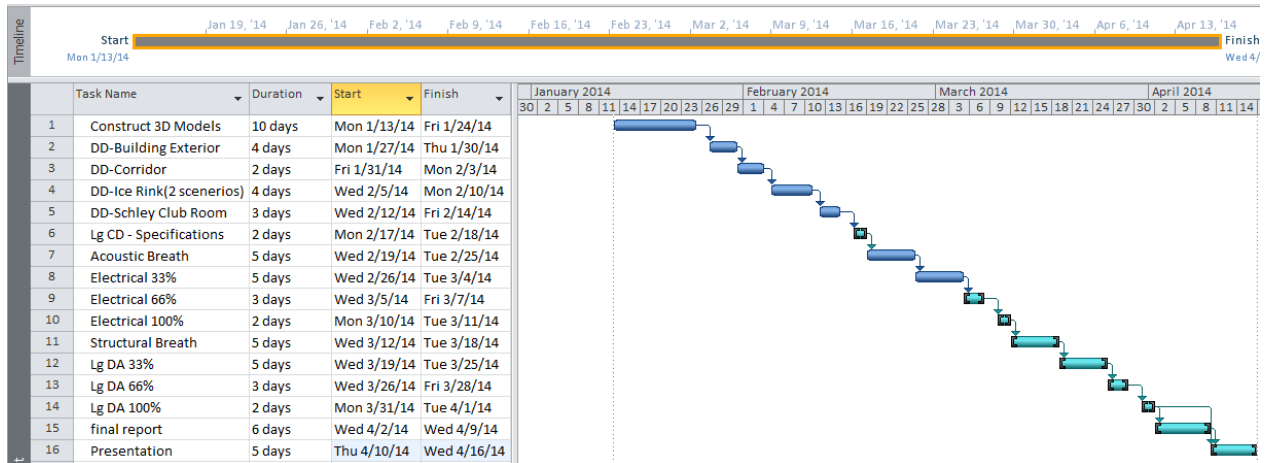 Jan 19, '14 Jan 26, '14 Feb 2, '14 Feb 9, '14 Feb 16, '14 Feb 23, '14 Mar 2, '14 Mar 9, '14 Mar 16, '14 Mar 23, '14 Mar 30, '14 Apr 6, '14 Apr 13, '14
Timeline
Start Finish
Mon 1/13/14 Wed 4/
Task Name Duration Start Finish January 2014 February 2014 March 2014 April 2014
30 2 5 8 11 14 17 20 23 26 29 1 4 7 10 13 16 19 22 25 28 3 6 9 12 15 18 21 24 27 30 2 5 8 11 14
1 Construct 3D Models 10 days Mon 1/13/14 Fri 1/24/14
2 DD-Building Exterior 4 days Mon 1/27/14 Thu 1/30/14
3 DD-Corridor 2 days Fri 1/31/14 Mon 2/3/14
4 DD-Ice Rink(2 scenerios) 4 days Wed 2/5/14 Mon 2/10/14
5 DD-Schley Club Room 3 days Wed 2/12/14 Fri 2/14/14
6 Lg CD - Specifications 2 days Mon 2/17/14 Tue 2/18/14
7 Acoustic Breath 5 days Wed 2/19/14 Tue 2/25/14
8 Electrical 33% 5 days Wed 2/26/14 Tue 3/4/14
9 Electrical 66% 3 days Wed 3/5/14 Fri 3/7/14
10 Electrical 100% 2 days Mon 3/10/14 Tue 3/11/14
11 Structural Breath 5 days Wed 3/12/14 Tue 3/18/14
12 Lg DA 33% 5 days Wed 3/19/14 Tue 3/25/14
13 Lg DA 66% 3 days Wed 3/26/14 Fri 3/28/14
14 Lg DA 100% 2 days Mon 3/31/14 Tue 4/1/14
15 final report 6 days Wed 4/2/14 Wed 4/9/14
16 Presentation 5 days Thu 4/10/14 Wed 4/16/14